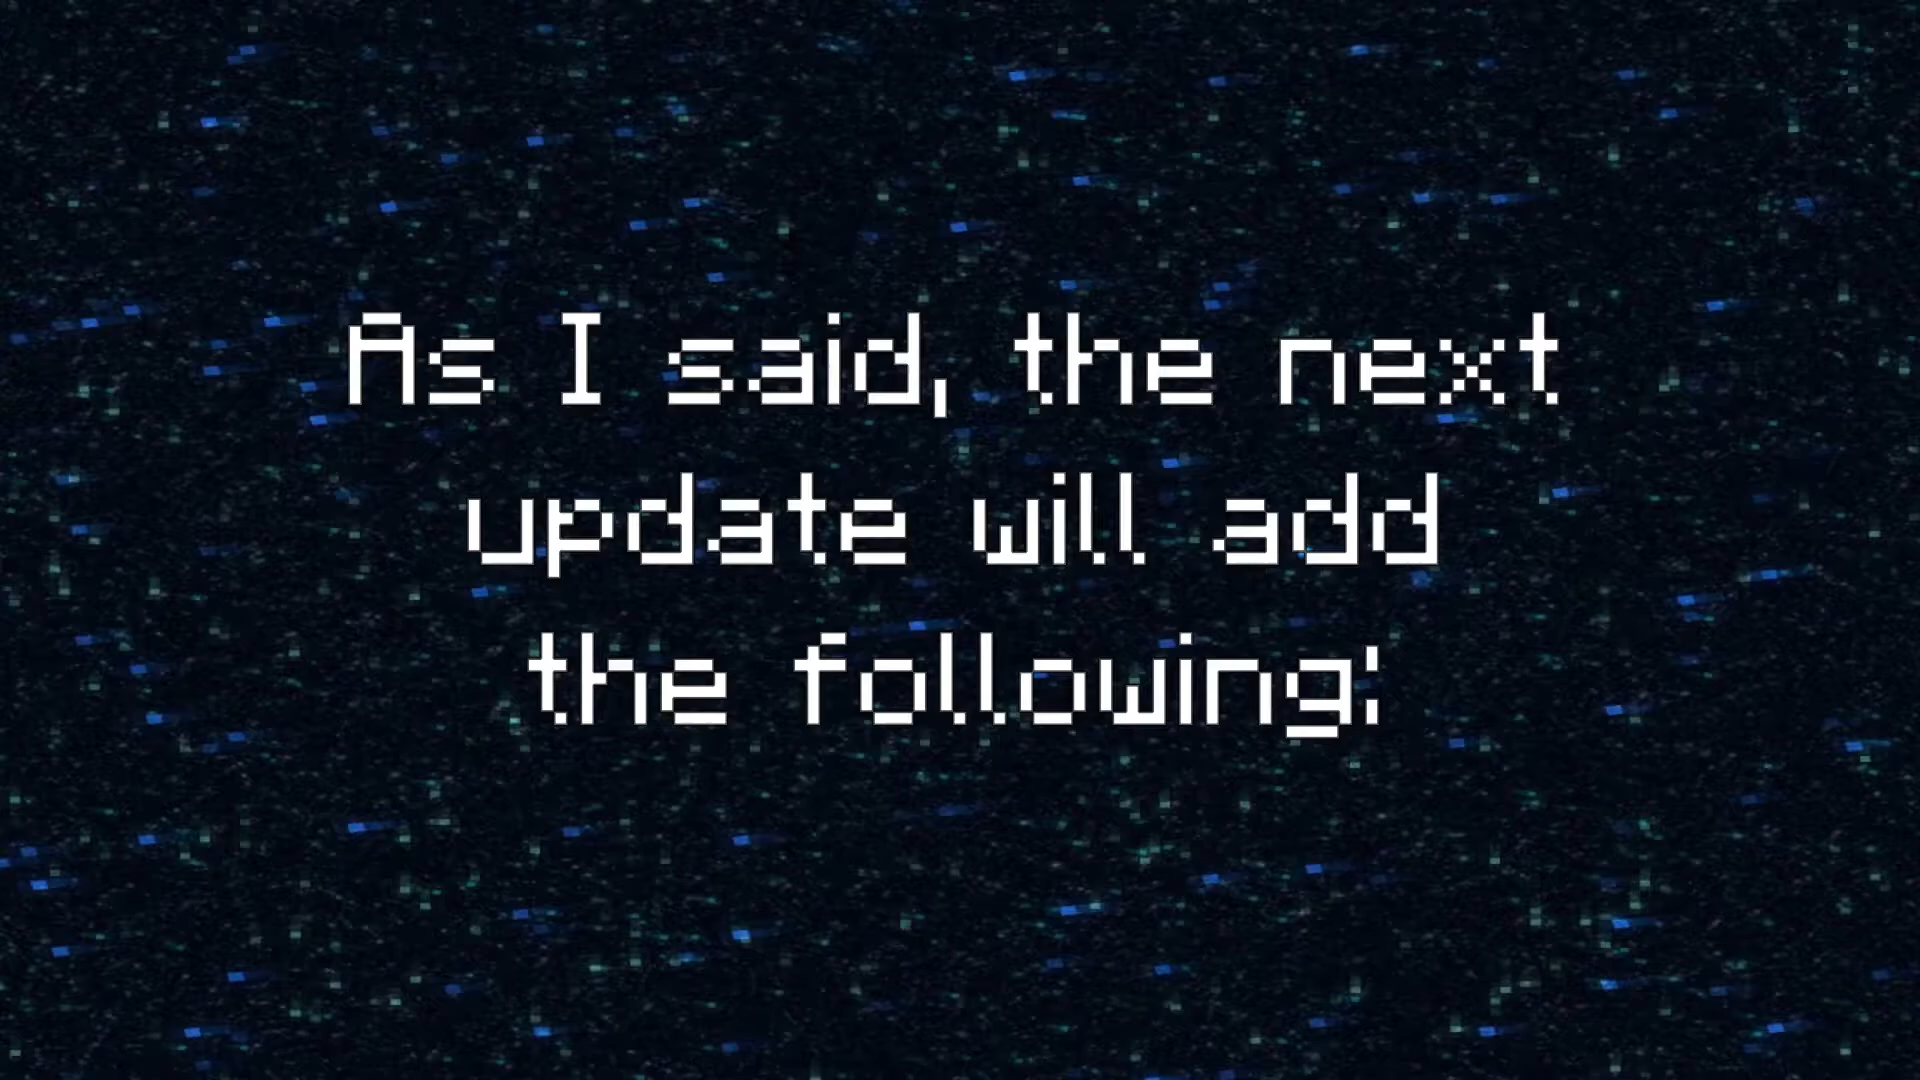 As I said, the next
update will add
the following: